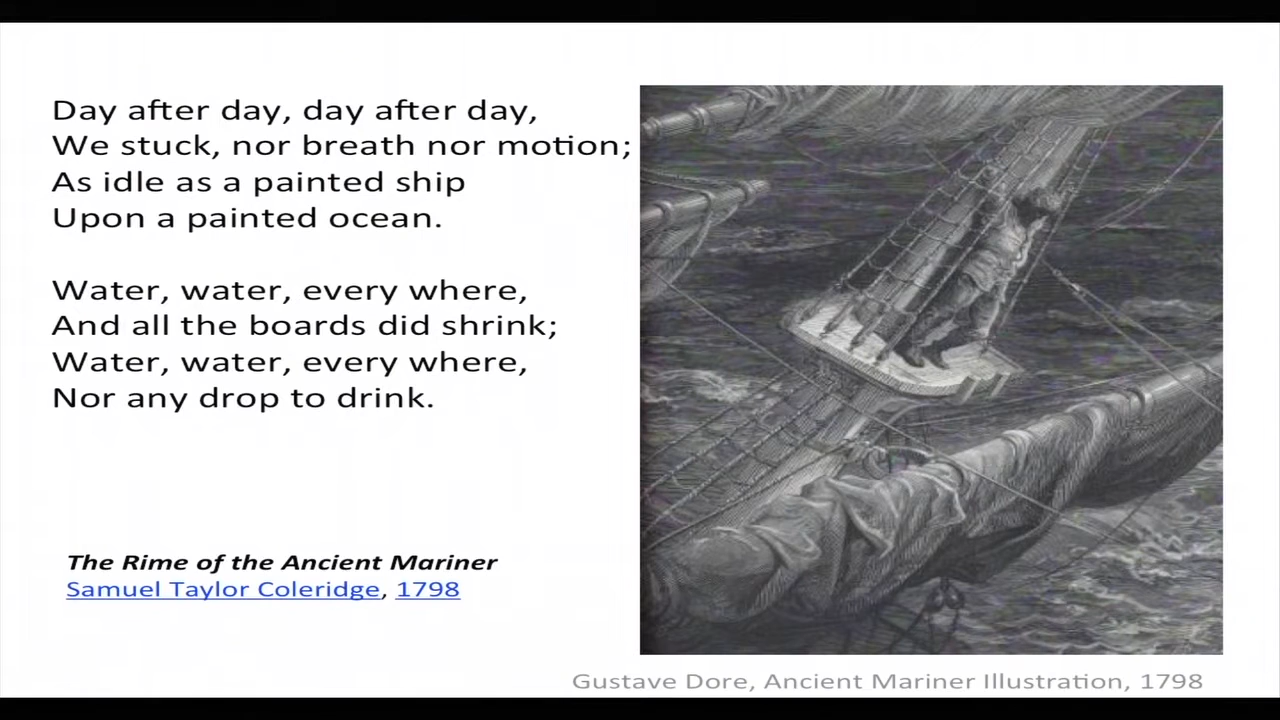 Day after day, day after day,
We stuck, nor breath nor motion;
As idle as a painted ship
Upon a painted ocean.
Water, water, every where,
And all the boards did shrink;
Water, water, every where,
Nor any drop to drink.
The Rime of the Ancient Mariner
Samuel Taylor Coleridge, 1798
Gustave Dore, Ancient Mariner Illustration, 1798